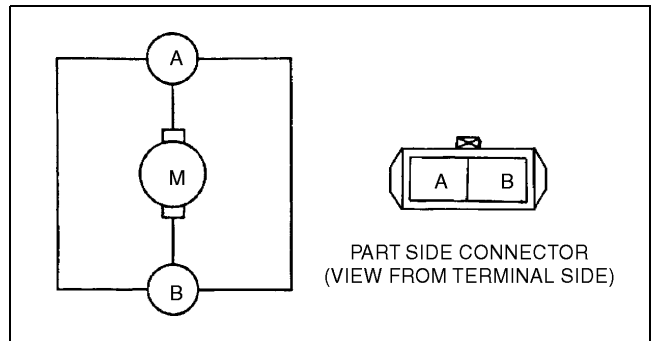 A
M
B
A B
PART SIDE CONNECTOR
(VIEW FROM TERMINAL SIDE)